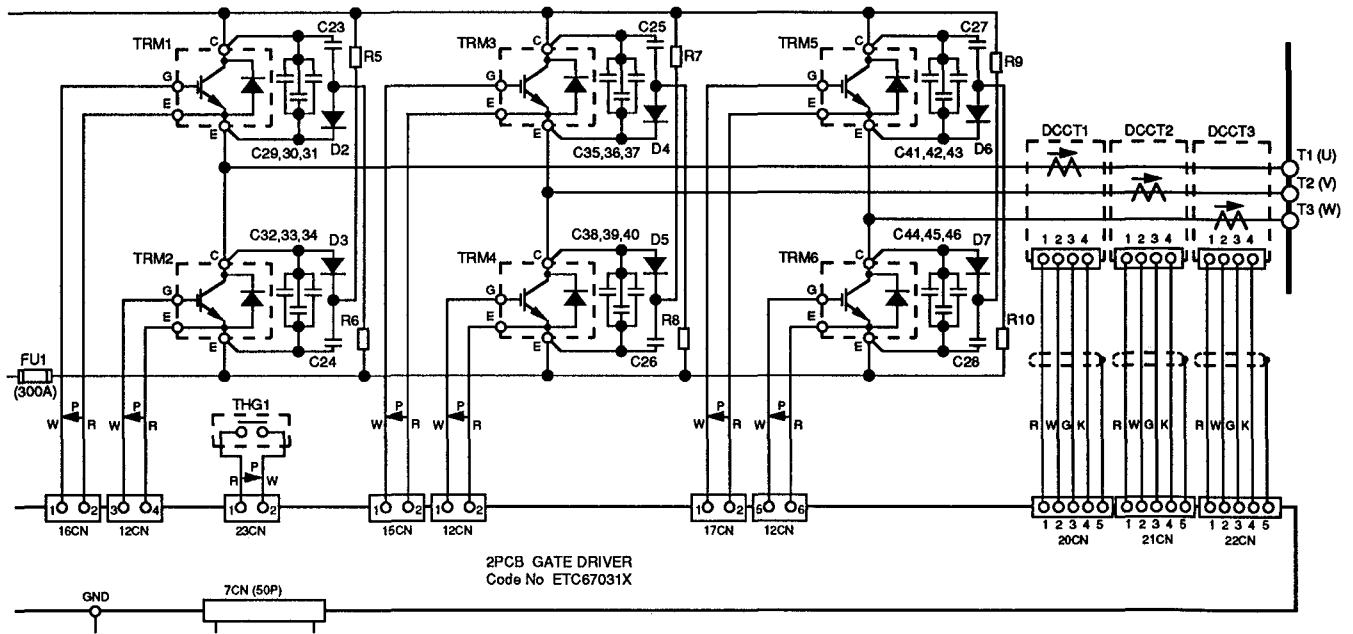 C23 C25 C27
TRM1 C R5 TRM3 C R7 TRM5 C R9
G G G
E E E
E D2 E D4 E D6
C29,30,31 C35,36,37 C41,42,43
DCCT1 DCCT2 DCCT3
T1 (U)
T2 (V)
T3 (W)
C32,33,34 D3 C38,39,40 D5 C44,45,46 D7
1 2 3 4 1 2 3 4 1 2 3 4
TRM2 C TRM4 C TRM6 C
G G G
E R6 E R8 E R10
E E E
C24 C26 C28
FU1
(300A)
THG1
P P P P P P
W R W R W R W R W R W R
R W G K R W G K R W G K
P
R W
1 2 3 4 1 2 1 2 1 2 1 2 5 6
16CN 12CN 23CN 15CN 12CN 17CN 12CN
1 2 3 4 5 1 2 3 4 5 1 2 3 4 5
20CN 21CN 22CN
2PCB GATE DRIVER
Code No ETC67031X
GND 7CN (50P)